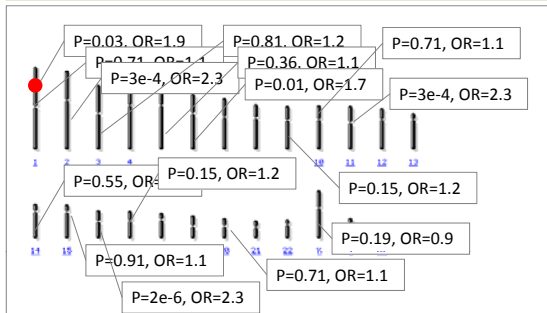 P=0.03, OR=1.9
P=0.81, OR=1.2
P=0.71, OR=1.1
P=0.71, OR=1.1
P=0.36, OR=1.1
P=3e-4, OR=2.3
P=0.01, OR=1.7
P=3e-4, OR=2.3
1 2 3 4 10 11 12 13
P=0.55, OR
P=0.15, OR=1.2
P=0.15, OR=1.2
P=0.19, OR=0.9
14 15 21 22
P=0.91, OR=1.1
P=0.71, OR=1.1
P=2e-6, OR=2.3